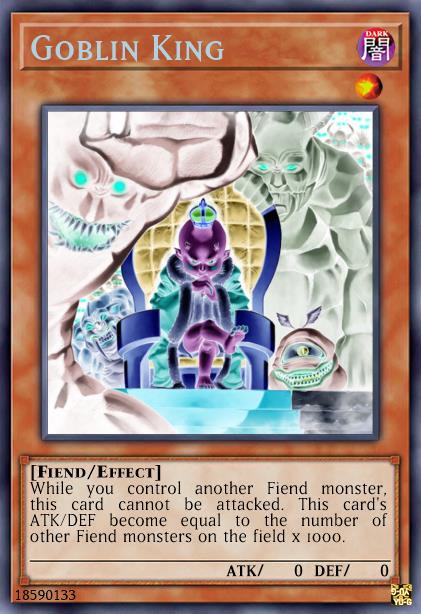 Goblin King
DARK
闇
[Fiend/Effect]
While you control another Fiend monster,
this card cannot be attacked. This card's
ATK/DEF become equal to the number of
other Fiend monsters on the field x 1000.
ATK/ 0 DEF/ 0
18590133